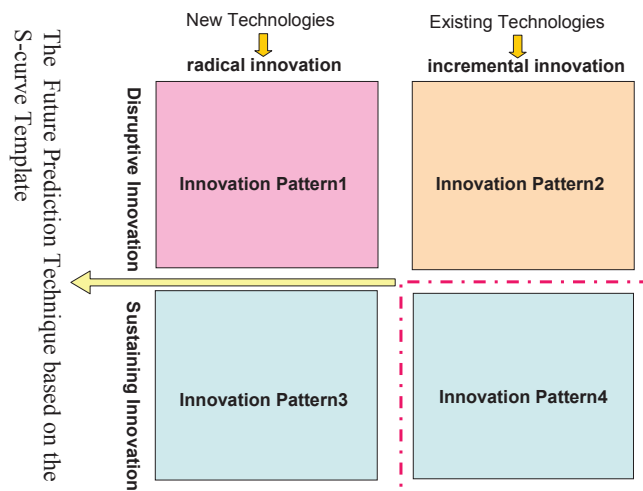 New Technologies
Existing Technologies
radical innovation
incremental innovation
The Future Prediction Technique based on the
S-curve Template
Disruptive Innovation
Innovation Pattern1
Innovation Pattern2
Sustaining Innovation
Innovation Pattern3
Innovation Pattern4